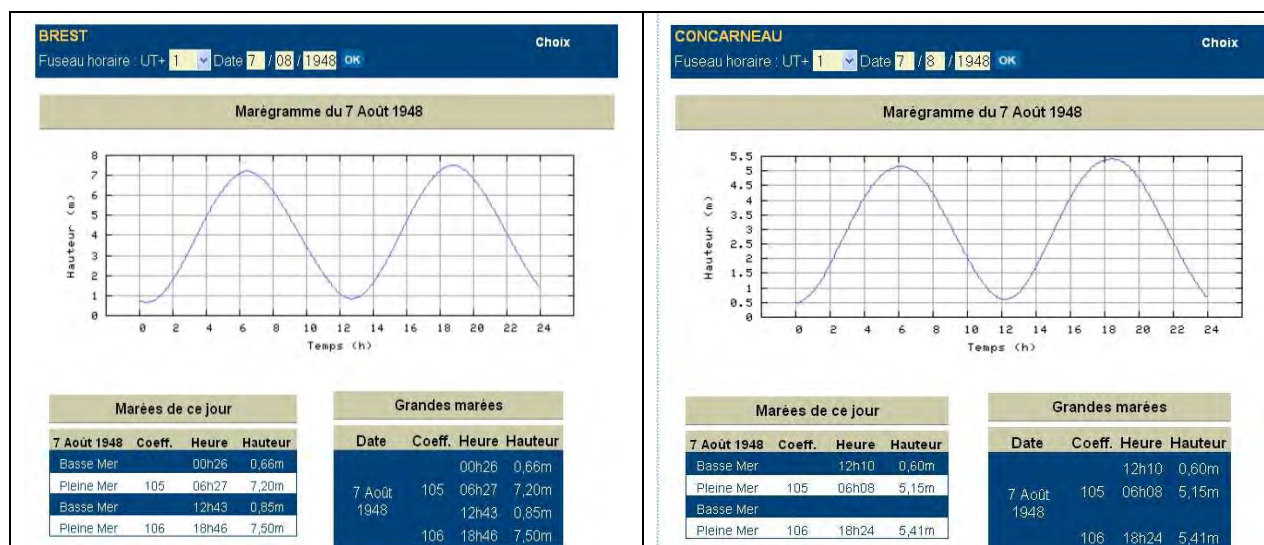 BREST
Choix
Fuseau horaire : UT+ 1 Date 7 / 08 / 1948 OK
Marégramme du 7 Août 1948
Hauteur (m)
8
7
6
5
4
3
2
1
0
0 2 4 6 8 10 12 14 16 18 20 22 24
Temps (h)
Marées de ce jour
7 Août 1948 Coeff. Heure Hauteur
Basse Mer 00h26 0,66m
Pleine Mer 105 06h27 7,20m
Basse Mer 12h43 0,85m
Pleine Mer 106 18h46 7,50m
Grandes marées
Date Coeff. Heure Hauteur
00h26 0,66m
7 Août 1948 105 06h27 7,20m
12h43 0,85m
106 18h46 7,50m
CONCARNEAU
Choix
Fuseau horaire : UT+ 1 Date 7 / 8 / 1948 OK
Marégramme du 7 Août 1948
Hauteur (m)
5.5
5
4.5
4
3.5
3
2.5
2
1.5
1
0.5
0
0 2 4 6 8 10 12 14 16 18 20 22 24
Temps (h)
Marées de ce jour
7 Août 1948 Coeff. Heure Hauteur
Basse Mer 12h10 0,60m
Pleine Mer 105 06h08 5,15m
Basse Mer
Pleine Mer 106 18h24 5,41m
Grandes marées
Date Coeff. Heure Hauteur
12h10 0,60m
7 Août 1948 105 06h08 5,15m
106 18h24 5,41m